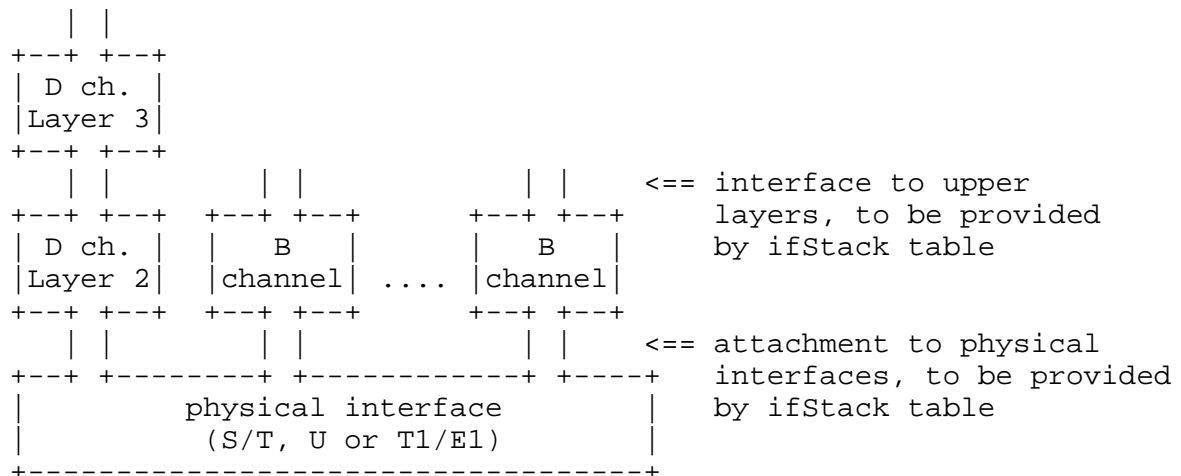 D ch.
Layer 3
<== interface to upper
layers, to be provided
D ch. B B by ifStack table
Layer 2 channel .... channel
<== attachment to physical
interfaces, to be provided
physical interface by ifStack table
(S/T, U or T1/E1)